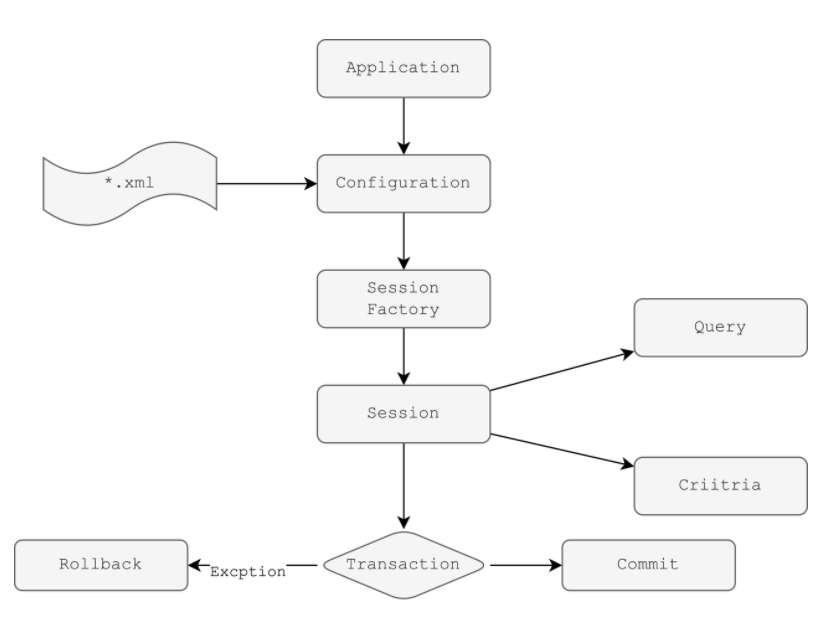 Application
*.xml
Configuration
Session
Factory
Query
Session
Criitria
Rollback
Excption
Transaction
Commit